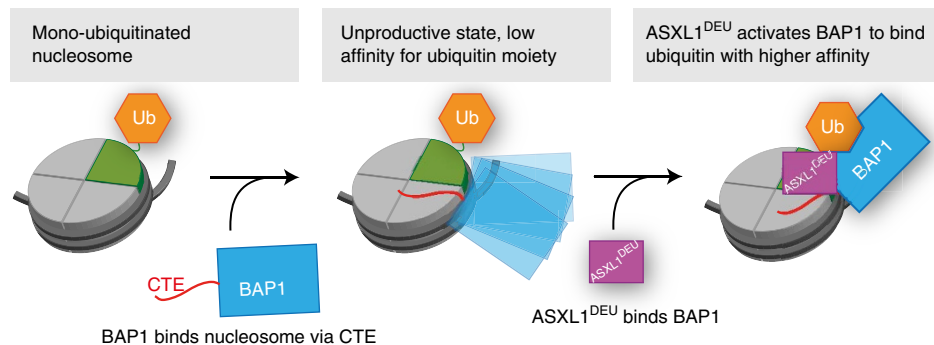 Mono-ubiquitinated
nucleosome
Unproductive state, low
affinity for ubiquitin moiety
ASXL1ᴰᴱᵁ activates BAP1 to bind
ubiquitin with higher affinity
Ub
Ub
Ub
BAP1
ASXL1ᴰᴱᵁ
CTE
BAP1
ASXL1ᴰᴱᵁ
BAP1 binds nucleosome via CTE
ASXL1ᴰᴱᵁ binds BAP1